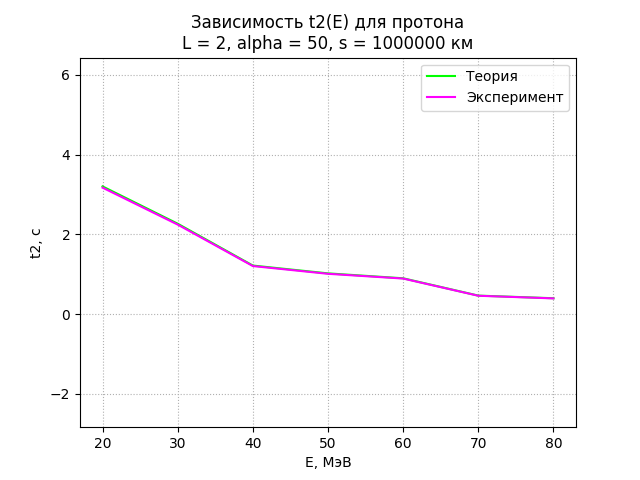 Зависимость t2(E) для протона
L = 2, alpha = 50, s = 1000000 км
Теория
Эксперимент
t2, с
6
4
2
0
−2
20 30 40 50 60 70 80
E, МэВ